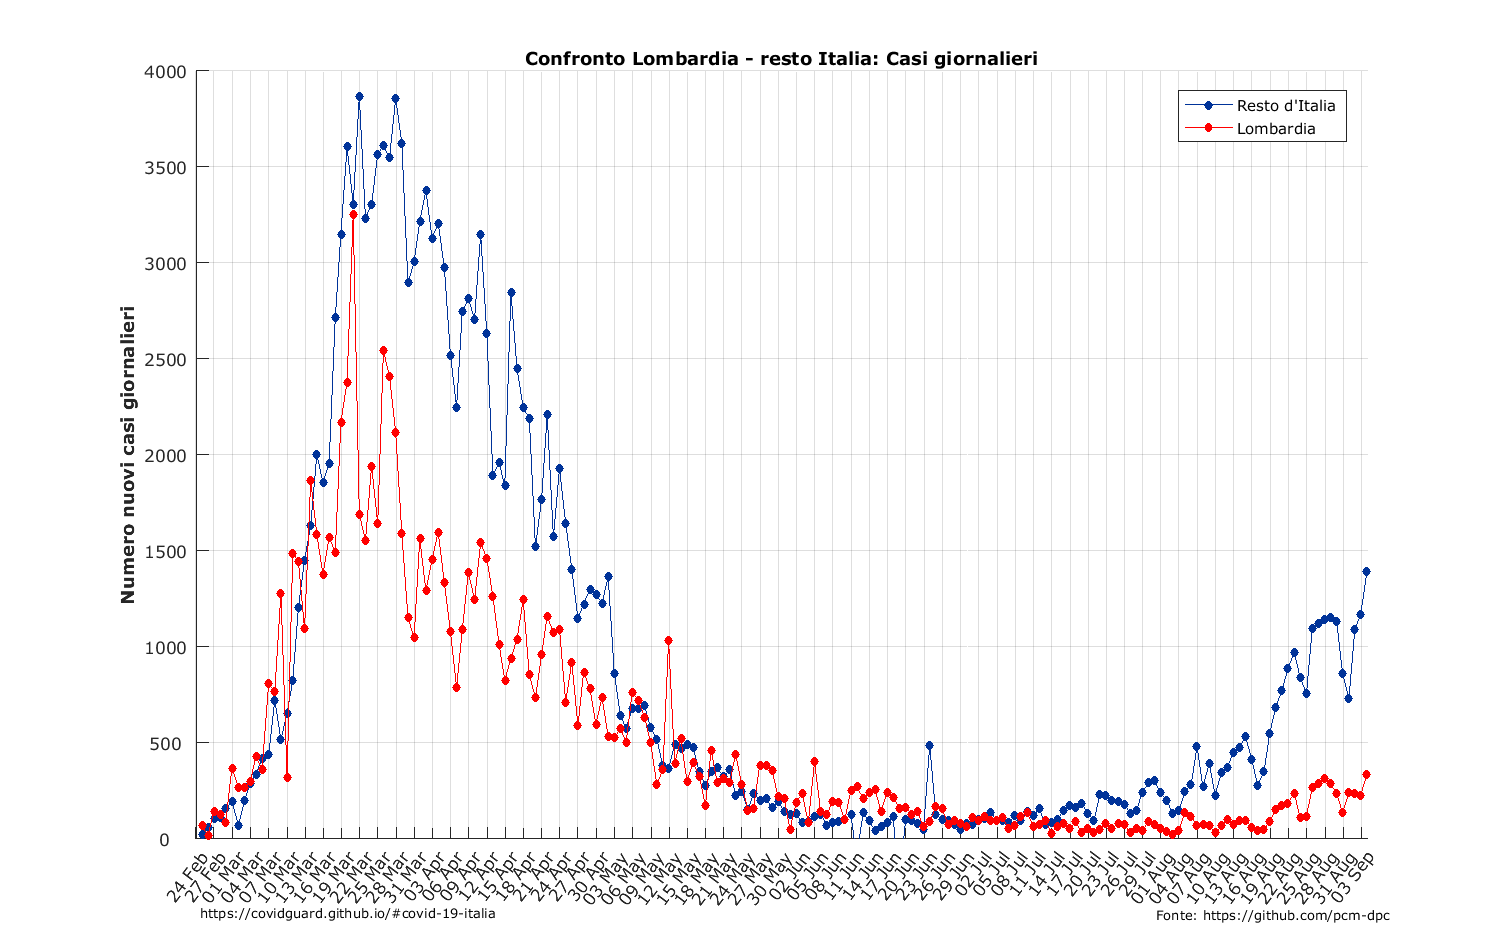 Confronto Lombardia - resto Italia: Casi giornalieri
Resto d'Italia
Lombardia
Numero nuovi casi giornalieri
4000
3500
3000
2500
2000
1500
1000
500
0
24 Feb
27 Feb
01 Mar
04 Mar
07 Mar
10 Mar
13 Mar
16 Mar
19 Mar
22 Mar
25 Mar
28 Mar
31 Mar
03 Apr
06 Apr
09 Apr
12 Apr
15 Apr
18 Apr
21 Apr
24 Apr
27 Apr
30 Apr
03 May
06 May
09 May
12 May
15 May
18 May
21 May
24 May
27 May
30 May
02 Jun
05 Jun
08 Jun
11 Jun
14 Jun
17 Jun
20 Jun
23 Jun
26 Jun
29 Jun
02 Jul
05 Jul
08 Jul
11 Jul
14 Jul
17 Jul
20 Jul
23 Jul
26 Jul
29 Jul
01 Aug
04 Aug
07 Aug
10 Aug
13 Aug
16 Aug
19 Aug
22 Aug
25 Aug
28 Aug
31 Aug
03 Sep
https://covidguard.github.io/#covid-19-italia
Fonte: https://github.com/pcm-dpc